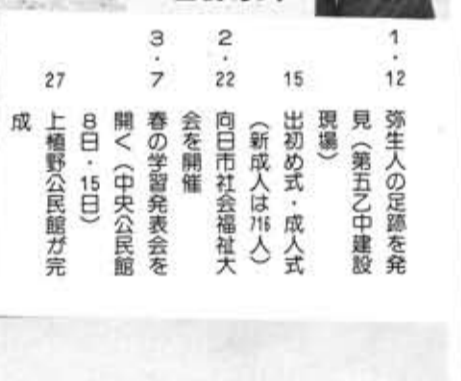 1・12 弥生人の足跡を発
見（第五乙中建設
現場）
15 出初め式・成人式
（新成人は716人）
2・22 向日市社会福祉大
会を開催
3・7 春の学習発表会を
開く（中央公民館
8日・15日）
27 上植野公民館が完
成